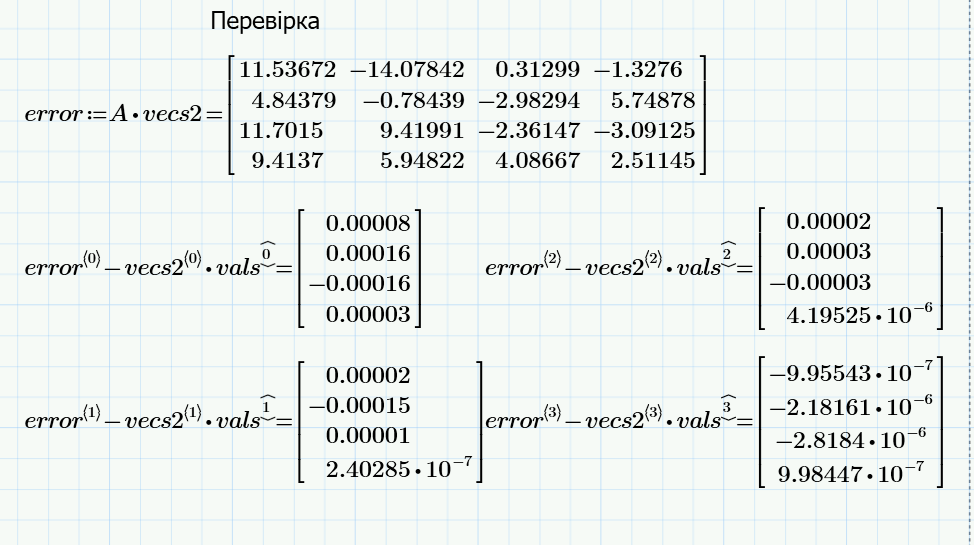 Перевірка
error≔A⋅vecs2=[11.53672 −14.07842 0.31299 −1.3276
4.84379 −0.78439 −2.98294 5.74878
11.7015 9.41991 −2.36147 −3.09125
9.4137 5.94822 4.08667 2.51145]
error⟨0⟩−vecs2⟨0⟩⋅vals0=[0.00008
0.00016
−0.00016
0.00003]
error⟨2⟩−vecs2⟨2⟩⋅vals2=[0.00002
0.00003
−0.00003
4.19525⋅10⁻⁶]
error⟨1⟩−vecs2⟨1⟩⋅vals1=[0.00002
−0.00015
0.00001
2.40285⋅10⁻⁷]
error⟨3⟩−vecs2⟨3⟩⋅vals3=[−9.95543⋅10⁻⁷
−2.18161⋅10⁻⁶
−2.8184⋅10⁻⁶
9.98447⋅10⁻⁷]